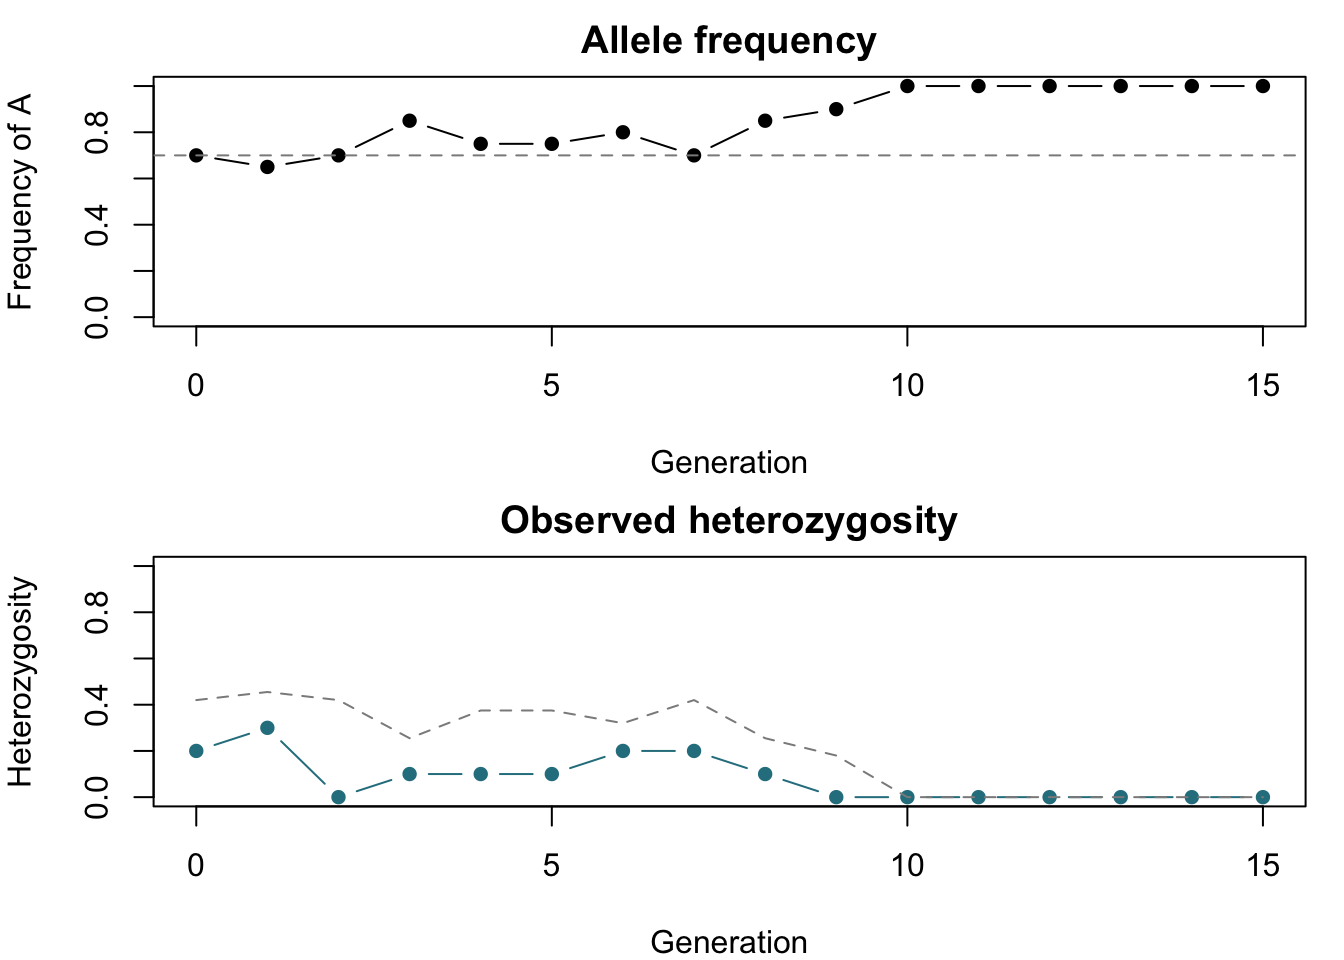 Allele frequency
Frequency of A
0.8
0.4
0.0
0 5 10 15
Generation
Observed heterozygosity
Heterozygosity
0.8
0.4
0.0
0 5 10 15
Generation